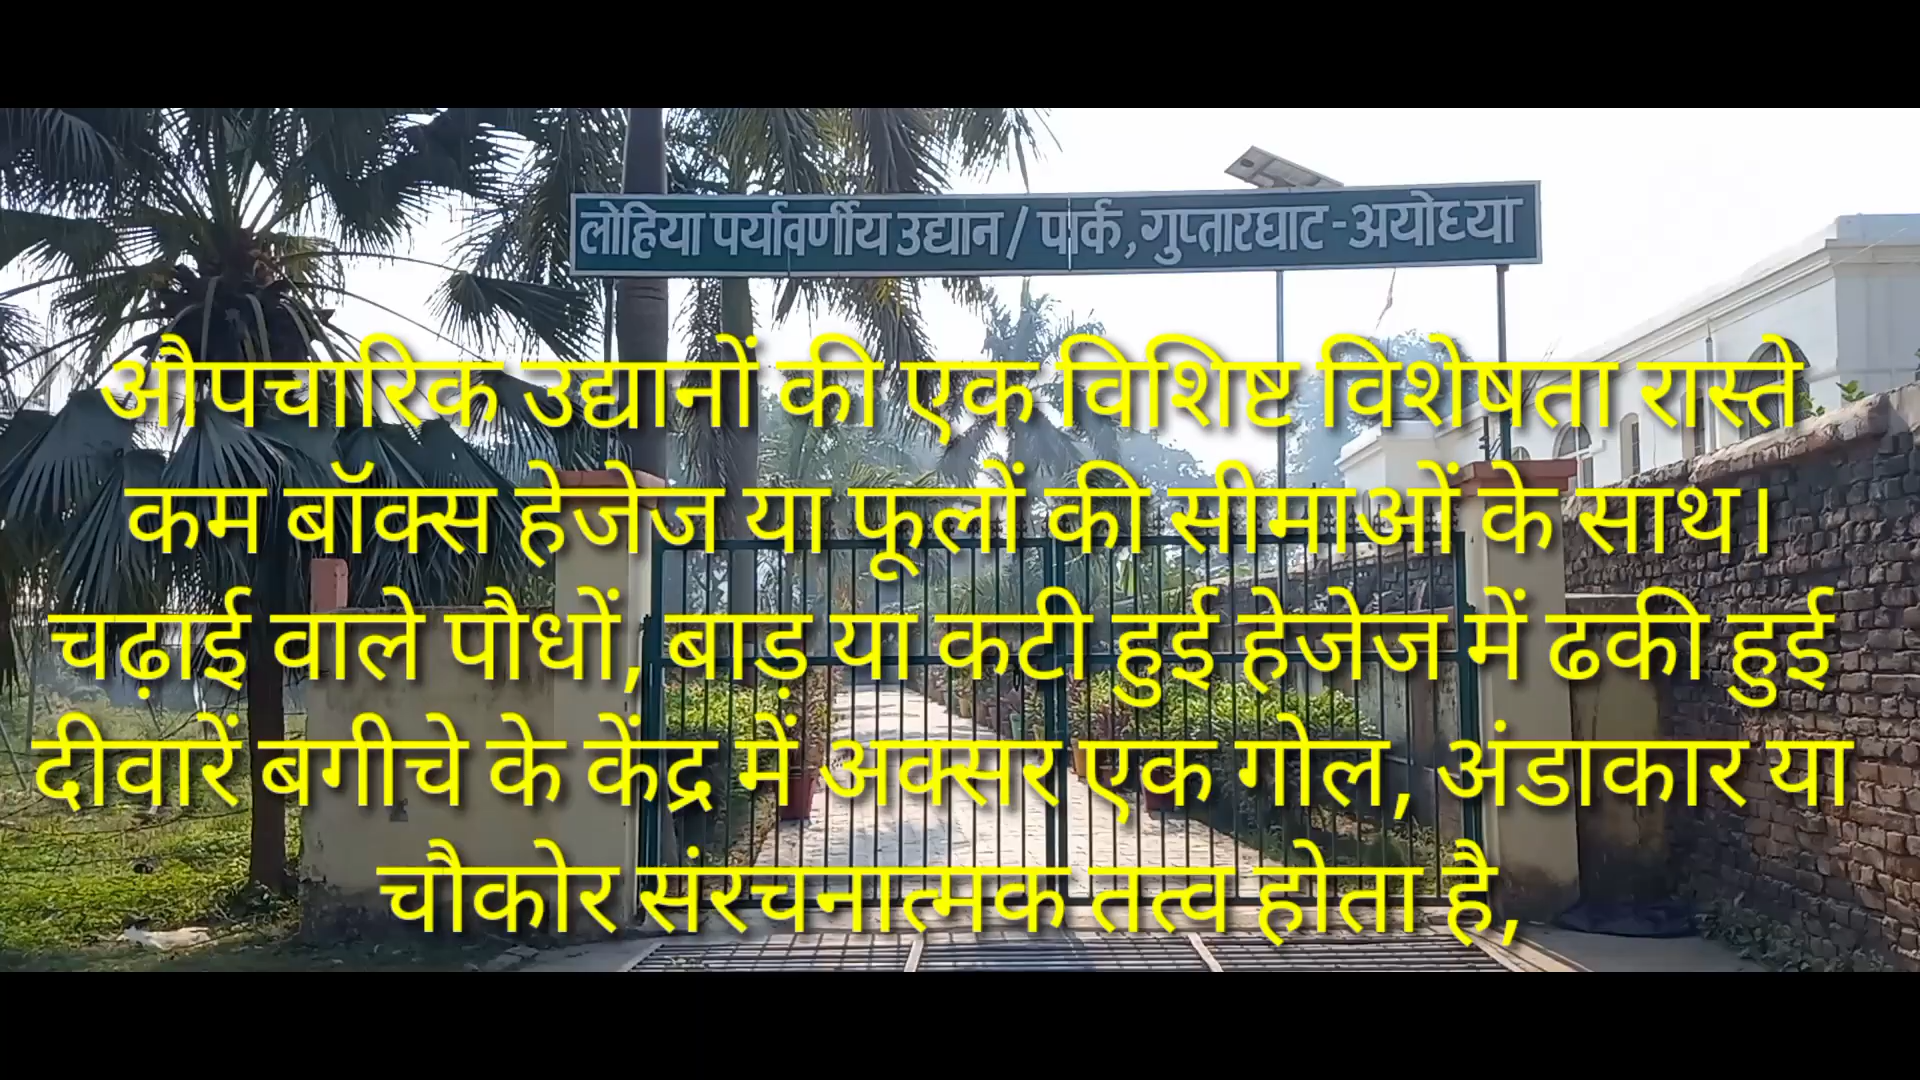 लोहिया पर्यावर्णीय उद्यान / पार्क, गुप्तारघाट-अयोध्या
औपचारिक उद्यानों की एक विशिष्ट विशेषता रास्ते
कम बॉक्स हेजेज या फूलों की सीमाओं के साथ।
चढ़ाई वाले पौधों, बाड़ या कटी हुई हेजेज में ढकी हुई
दीवारें बगीचे के केंद्र में अक्सर एक गोल, अंडाकार या
चौकोर संरचनात्मक तत्व होता है,